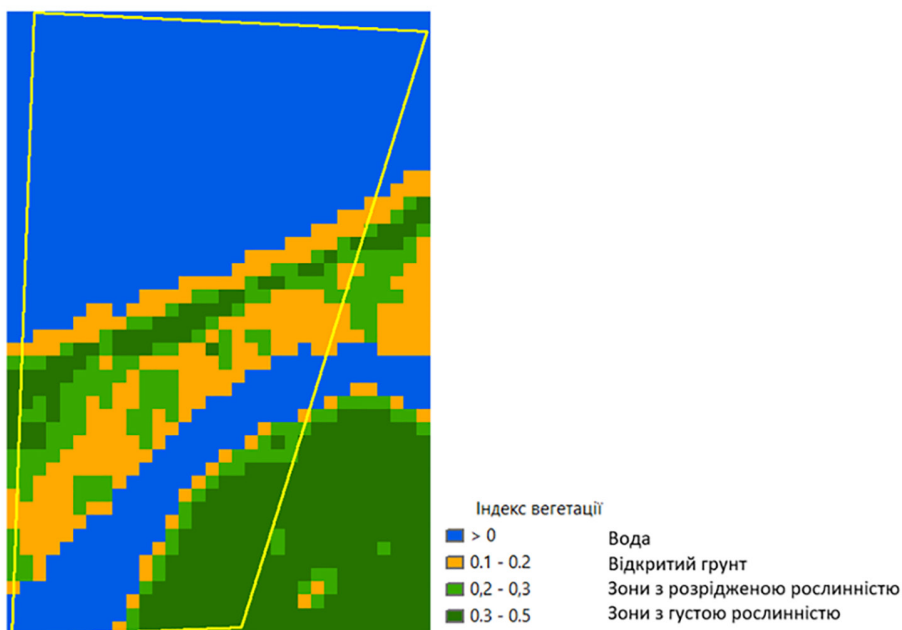 Індекс вегетації
> 0 Вода
0.1 - 0.2 Відкритий грунт
0,2 - 0,3 Зони з розрідженою рослинністю
0.3 - 0.5 Зони з густою рослинністю